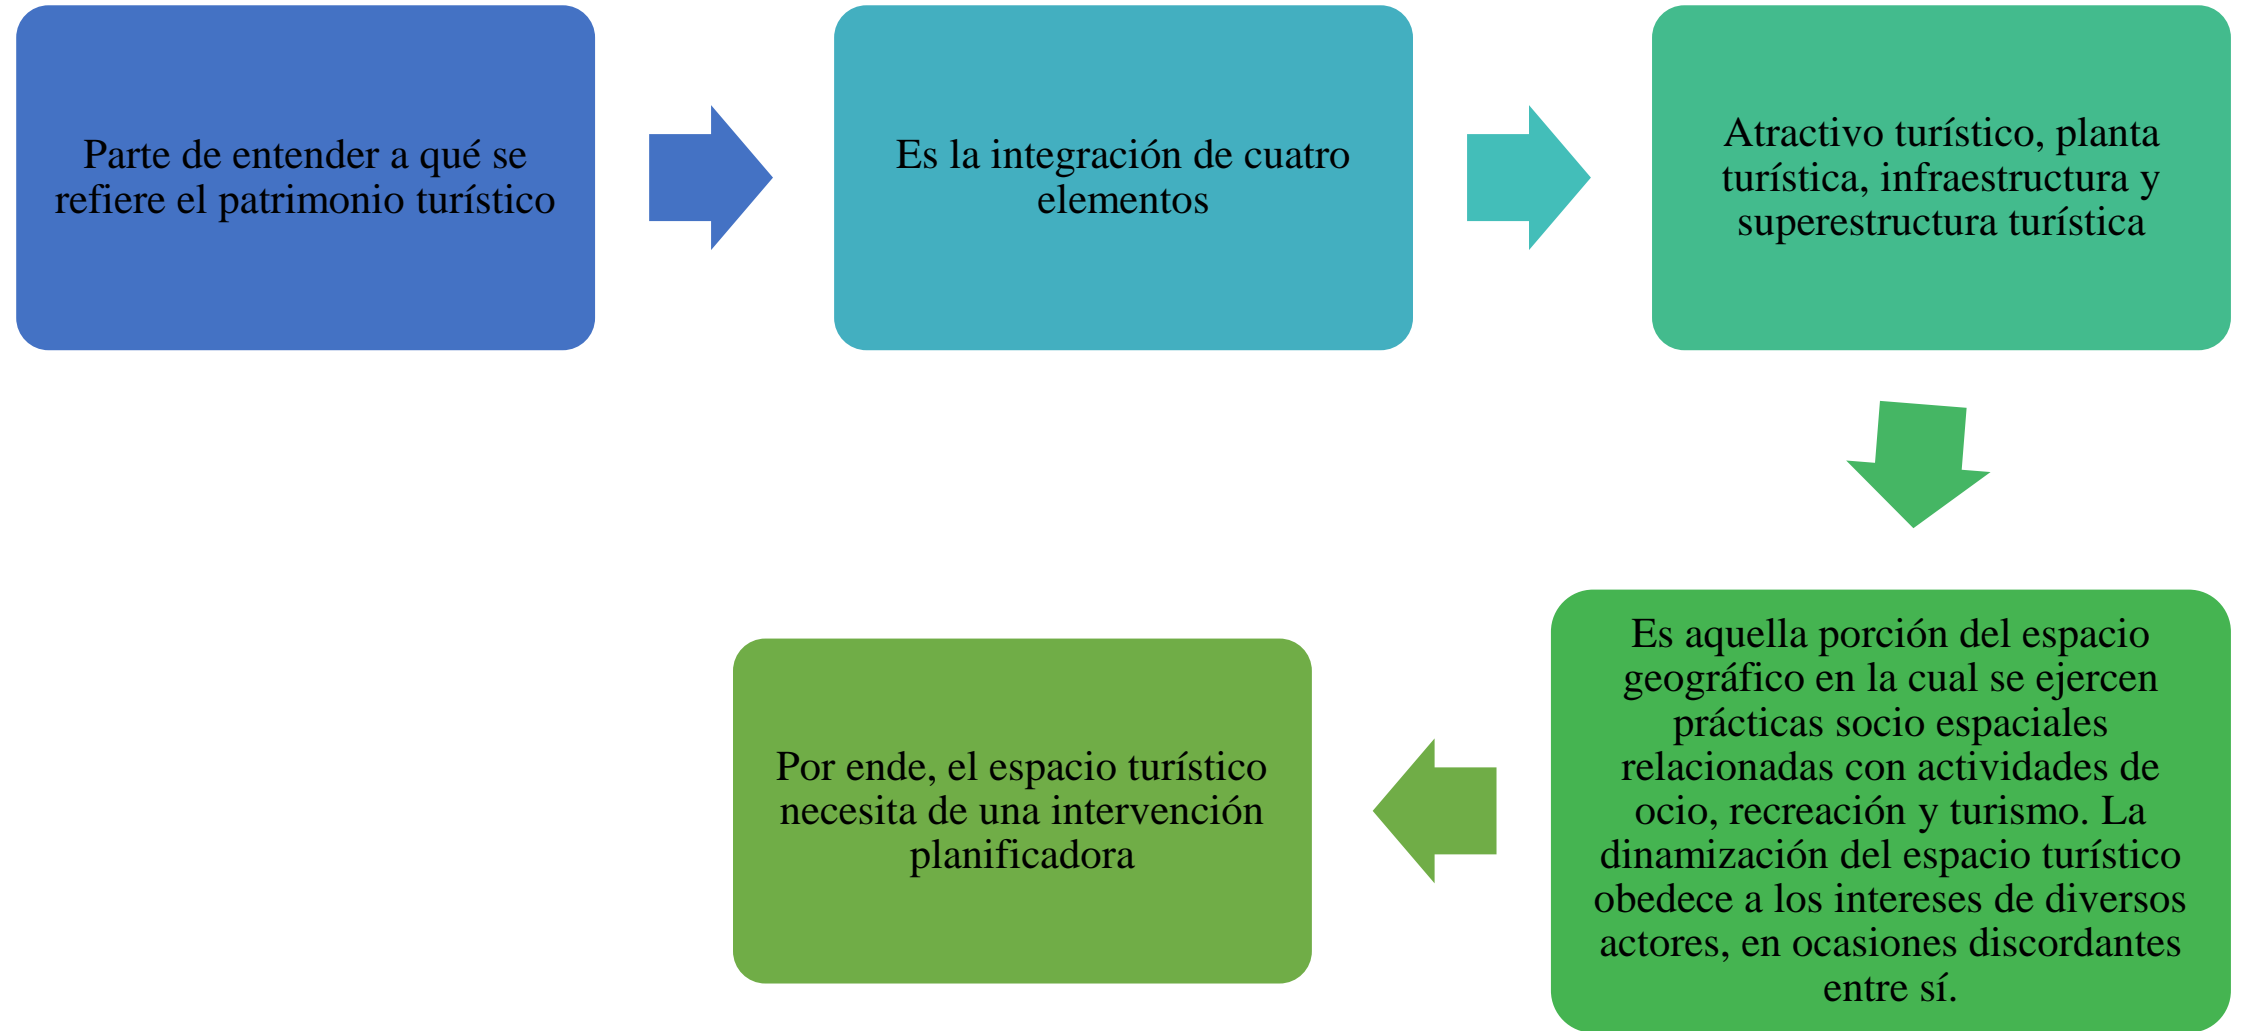 Parte de entender a qué se
refiere el patrimonio turístico
Es la integración de cuatro
elementos
Atractivo turístico, planta
turística, infraestructura y
superestructura turística
Es aquella porción del espacio
geográfico en la cual se ejercen
prácticas socio espaciales
relacionadas con actividades de
ocio, recreación y turismo. La
dinamización del espacio turístico
obedece a los intereses de diversos
actores, en ocasiones discordantes
entre sí.
Por ende, el espacio turístico
necesita de una intervención
planificadora